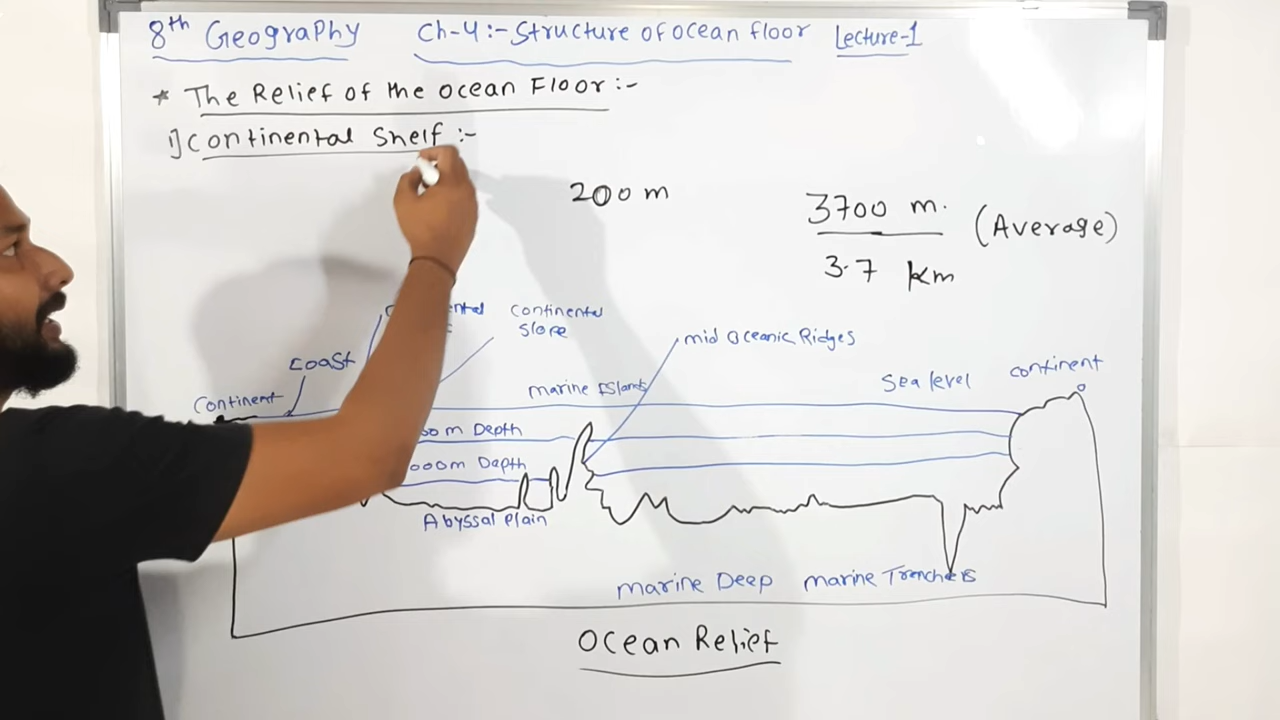 8th Geography Ch-4:- Structure of ocean floor Lecture-1
* The Relief of the ocean Floor:-
1] Continental Shelf :-
200 m
3700 m. (Average)
3.7 km
continental
slope
mid Oceanic Ridges
Coast
continent
Sea level
marine Islands
Continent
m Depth
000m Depth
Abyssal Plain
marine Deep marine Trenches
Ocean Relief